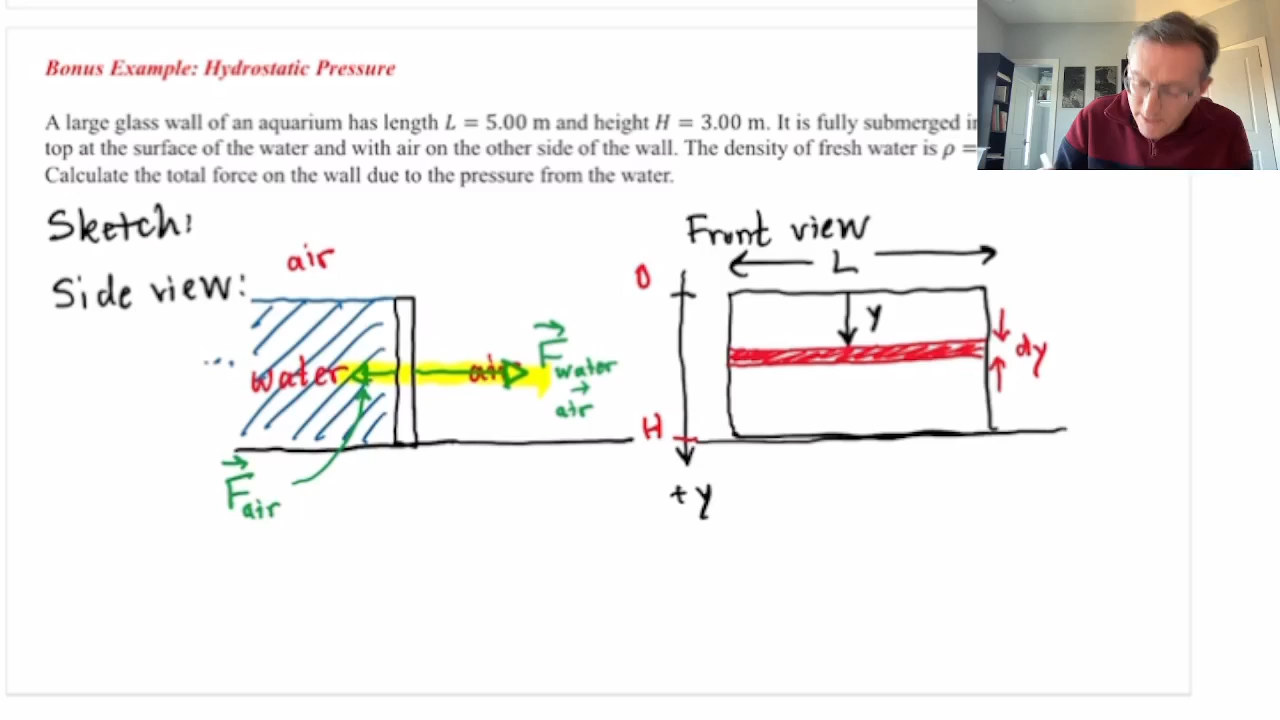 Bonus Example: Hydrostatic Pressure
A large glass wall of an aquarium has length L = 5.00 m and height H = 3.00 m. It is fully submerged
top at the surface of the water and with air on the other side of the wall. The density of fresh water is ρ =
Calculate the total force on the wall due to the pressure from the water.
Sketch:
Side view:
air
...
water
air
F water
air
F air
Front view
L
0
y
dy
H
+y